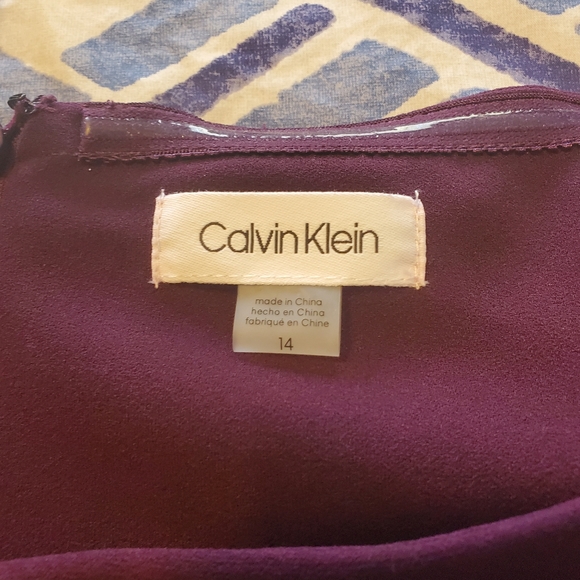 Calvin Klein
made in China
hecho en China
fabriqué en Chine
14